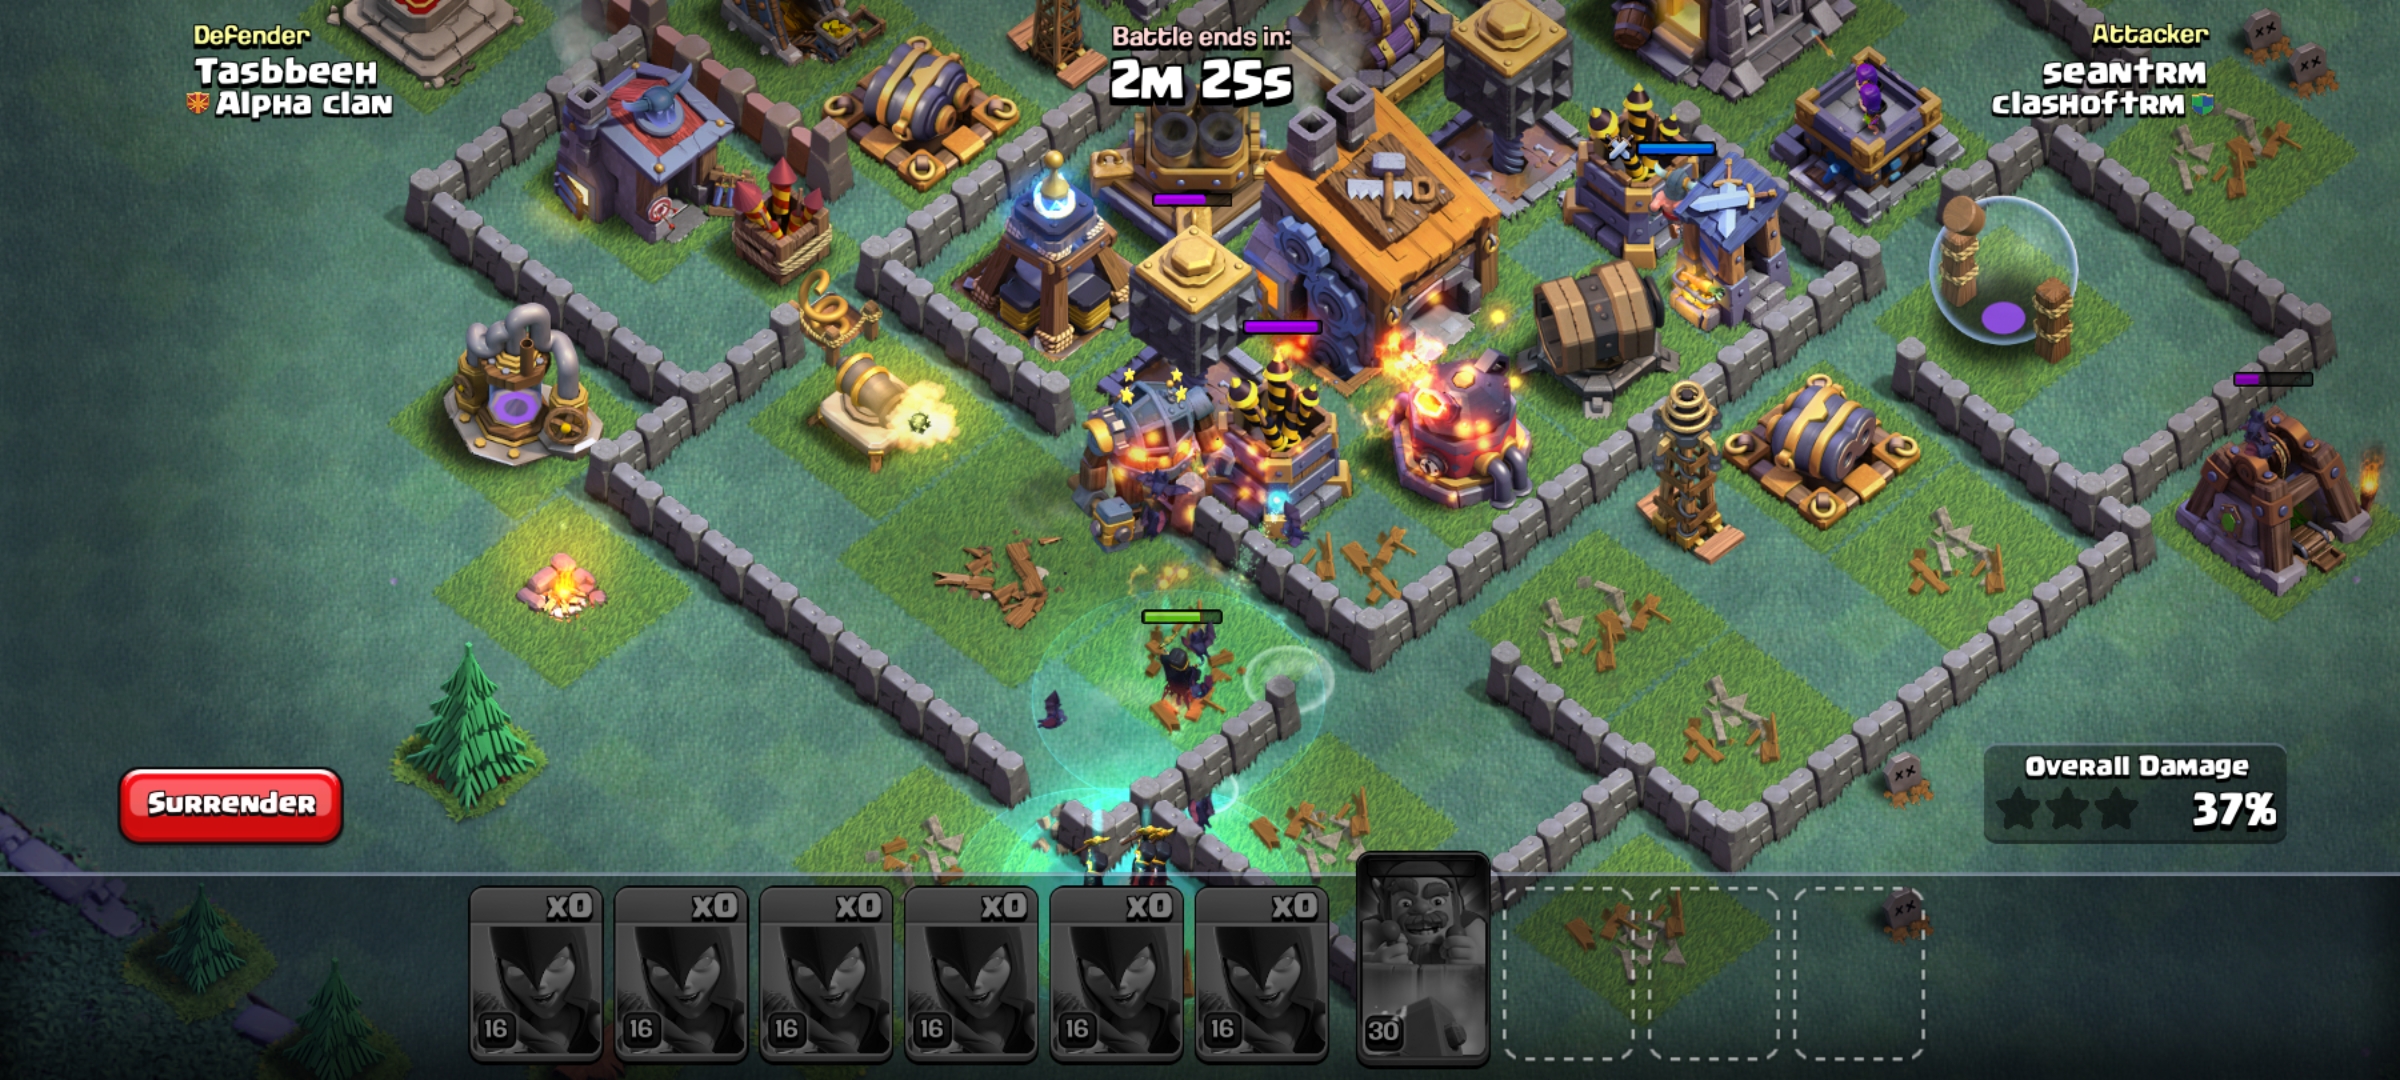 Defender
Tasbbeeh
Alpha clan
Battle ends in:
2M 25s
Attacker
seantRM
clashoftRM
Surrender
Overall Damage
37%
x0
x0
x0
x0
x0
x0
16
16
16
16
16
16
30